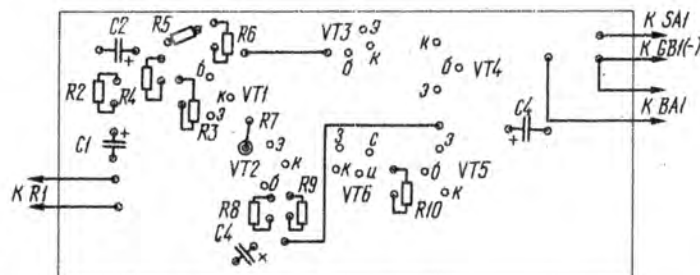 C2
R5
R6
VT3
э
к
б
к
э
б
VT4
К SA1
К GB1(-)
К BA1
R2
R4
б
к
VT1
э
R3
R7
C1
VT2
э
к
б
з
с
к
и
VT6
э
б
VT5
к
R10
C4
К R1
R8
R9
C4